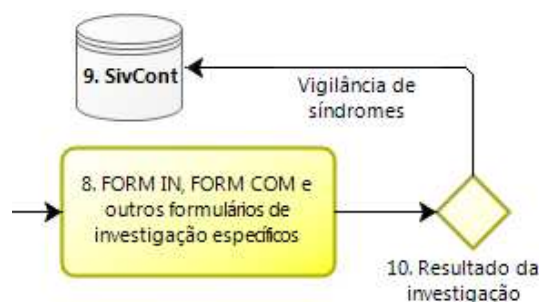 9. SivCont
Vigilância de
síndromes
8. FORM IN, FORM COM e
outros formulários de
investigação específicos
10. Resultado da
investigação